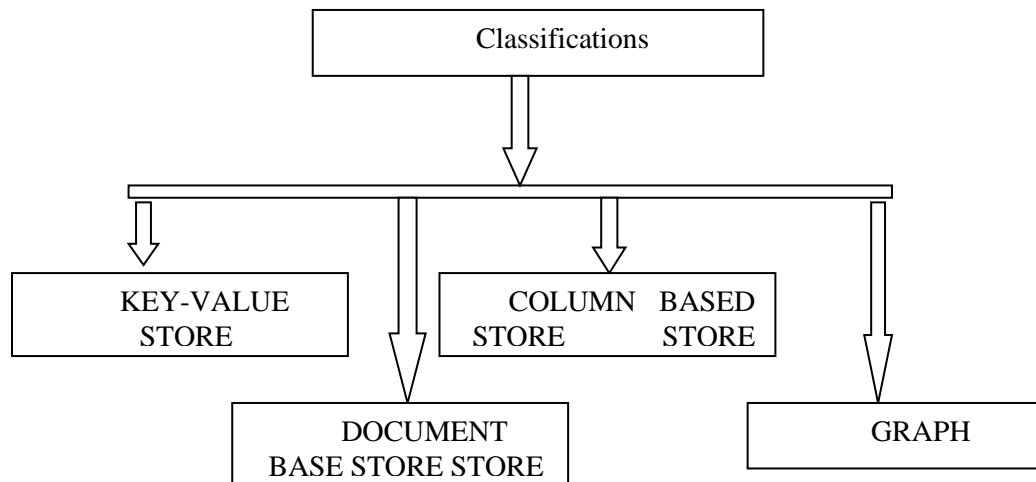 Classifications
KEY-VALUE
STORE
COLUMN BASED
STORE STORE
DOCUMENT
BASE STORE STORE
GRAPH